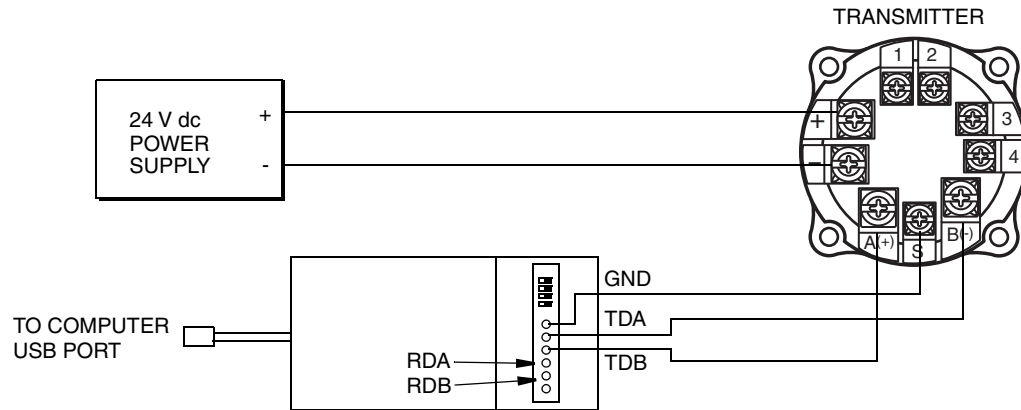 TRANSMITTER
1 2
24 V dc +
POWER
SUPPLY -
+
3
-
4
A(+) S B(-)
GND
TDA
TO COMPUTER
USB PORT
RDA
TDB
RDB